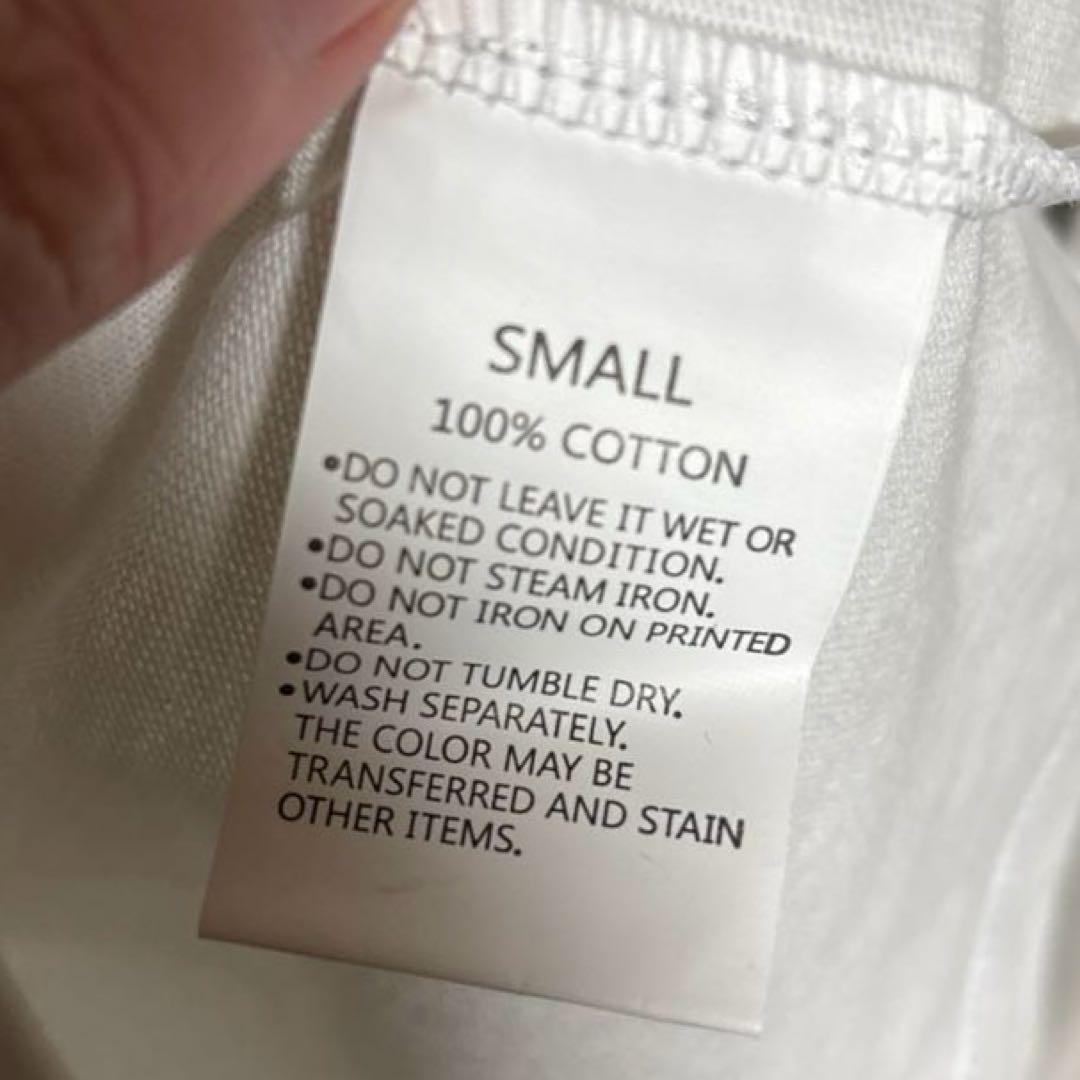 SMALL
100% COTTON
•DO NOT LEAVE IT WET OR
SOAKED CONDITION.
•DO NOT STEAM IRON.
•DO NOT IRON ON PRINTED
AREA.
•DO NOT TUMBLE DRY.
•WASH SEPARATELY.
THE COLOR MAY BE
TRANSFERRED AND STAIN
OTHER ITEMS.